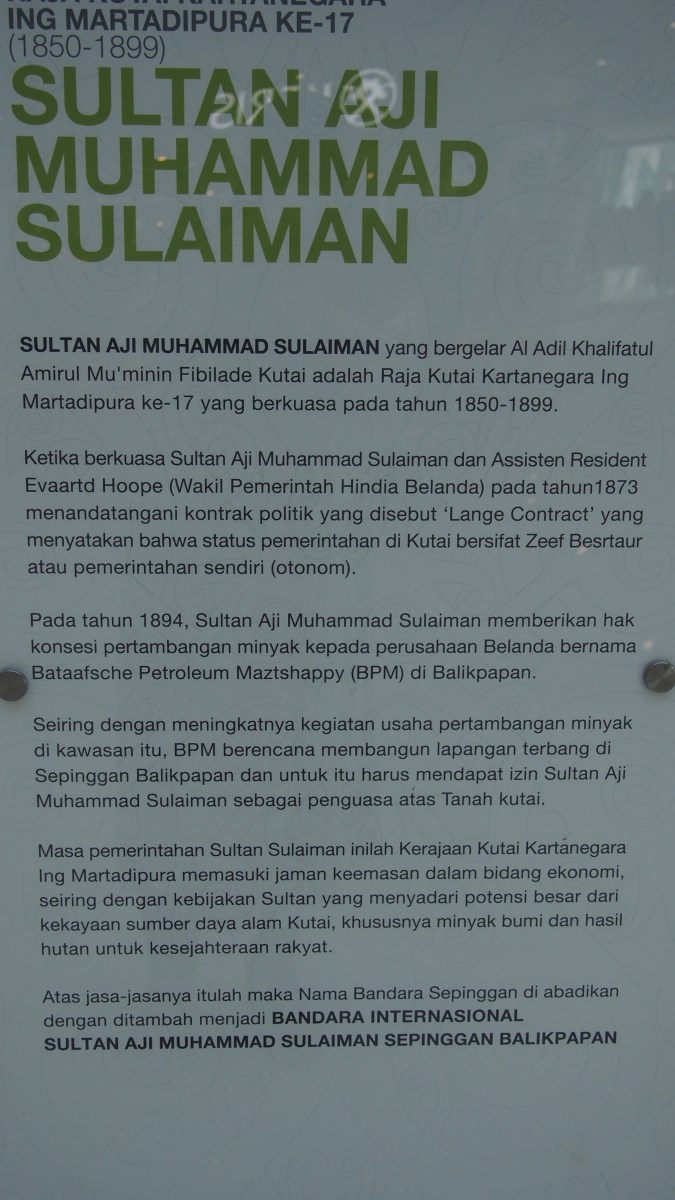 RAJA KUTAI KARTANEGARA
ING MARTADIPURA KE-17
(1850-1899)
SULTAN AJI
MUHAMMAD
SULAIMAN
SULTAN AJI MUHAMMAD SULAIMAN yang bergelar Al Adil Khalifatul
Amirul Mu'minin Fibilade Kutai adalah Raja Kutai Kartanegara Ing
Martadipura ke-17 yang berkuasa pada tahun 1850-1899.
Ketika berkuasa Sultan Aji Muhammad Sulaiman dan Assisten Resident
Evaartd Hoope (Wakil Pemerintah Hindia Belanda) pada tahun1873
menandatangani kontrak politik yang disebut ‘Lange Contract’ yang
menyatakan bahwa status pemerintahan di Kutai bersifat Zeef Besrtaur
atau pemerintahan sendiri (otonom).
Pada tahun 1894, Sultan Aji Muhammad Sulaiman memberikan hak
konsesi pertambangan minyak kepada perusahaan Belanda bernama
Bataafsche Petroleum Maztshappy (BPM) di Balikpapan.
Seiring dengan meningkatnya kegiatan usaha pertambangan minyak
di kawasan itu, BPM berencana membangun lapangan terbang di
Sepinggan Balikpapan dan untuk itu harus mendapat izin Sultan Aji
Muhammad Sulaiman sebagai penguasa atas Tanah kutai.
Masa pemerintahan Sultan Sulaiman inilah Kerajaan Kutai Kartanegara
Ing Martadipura memasuki jaman keemasan dalam bidang ekonomi,
seiring dengan kebijakan Sultan yang menyadari potensi besar dari
kekayaan sumber daya alam Kutai, khususnya minyak bumi dan hasil
hutan untuk kesejahteraan rakyat.
Atas jasa-jasanya itulah maka Nama Bandara Sepinggan di abadikan
dengan ditambah menjadi BANDARA INTERNASIONAL
SULTAN AJI MUHAMMAD SULAIMAN SEPINGGAN BALIKPAPAN